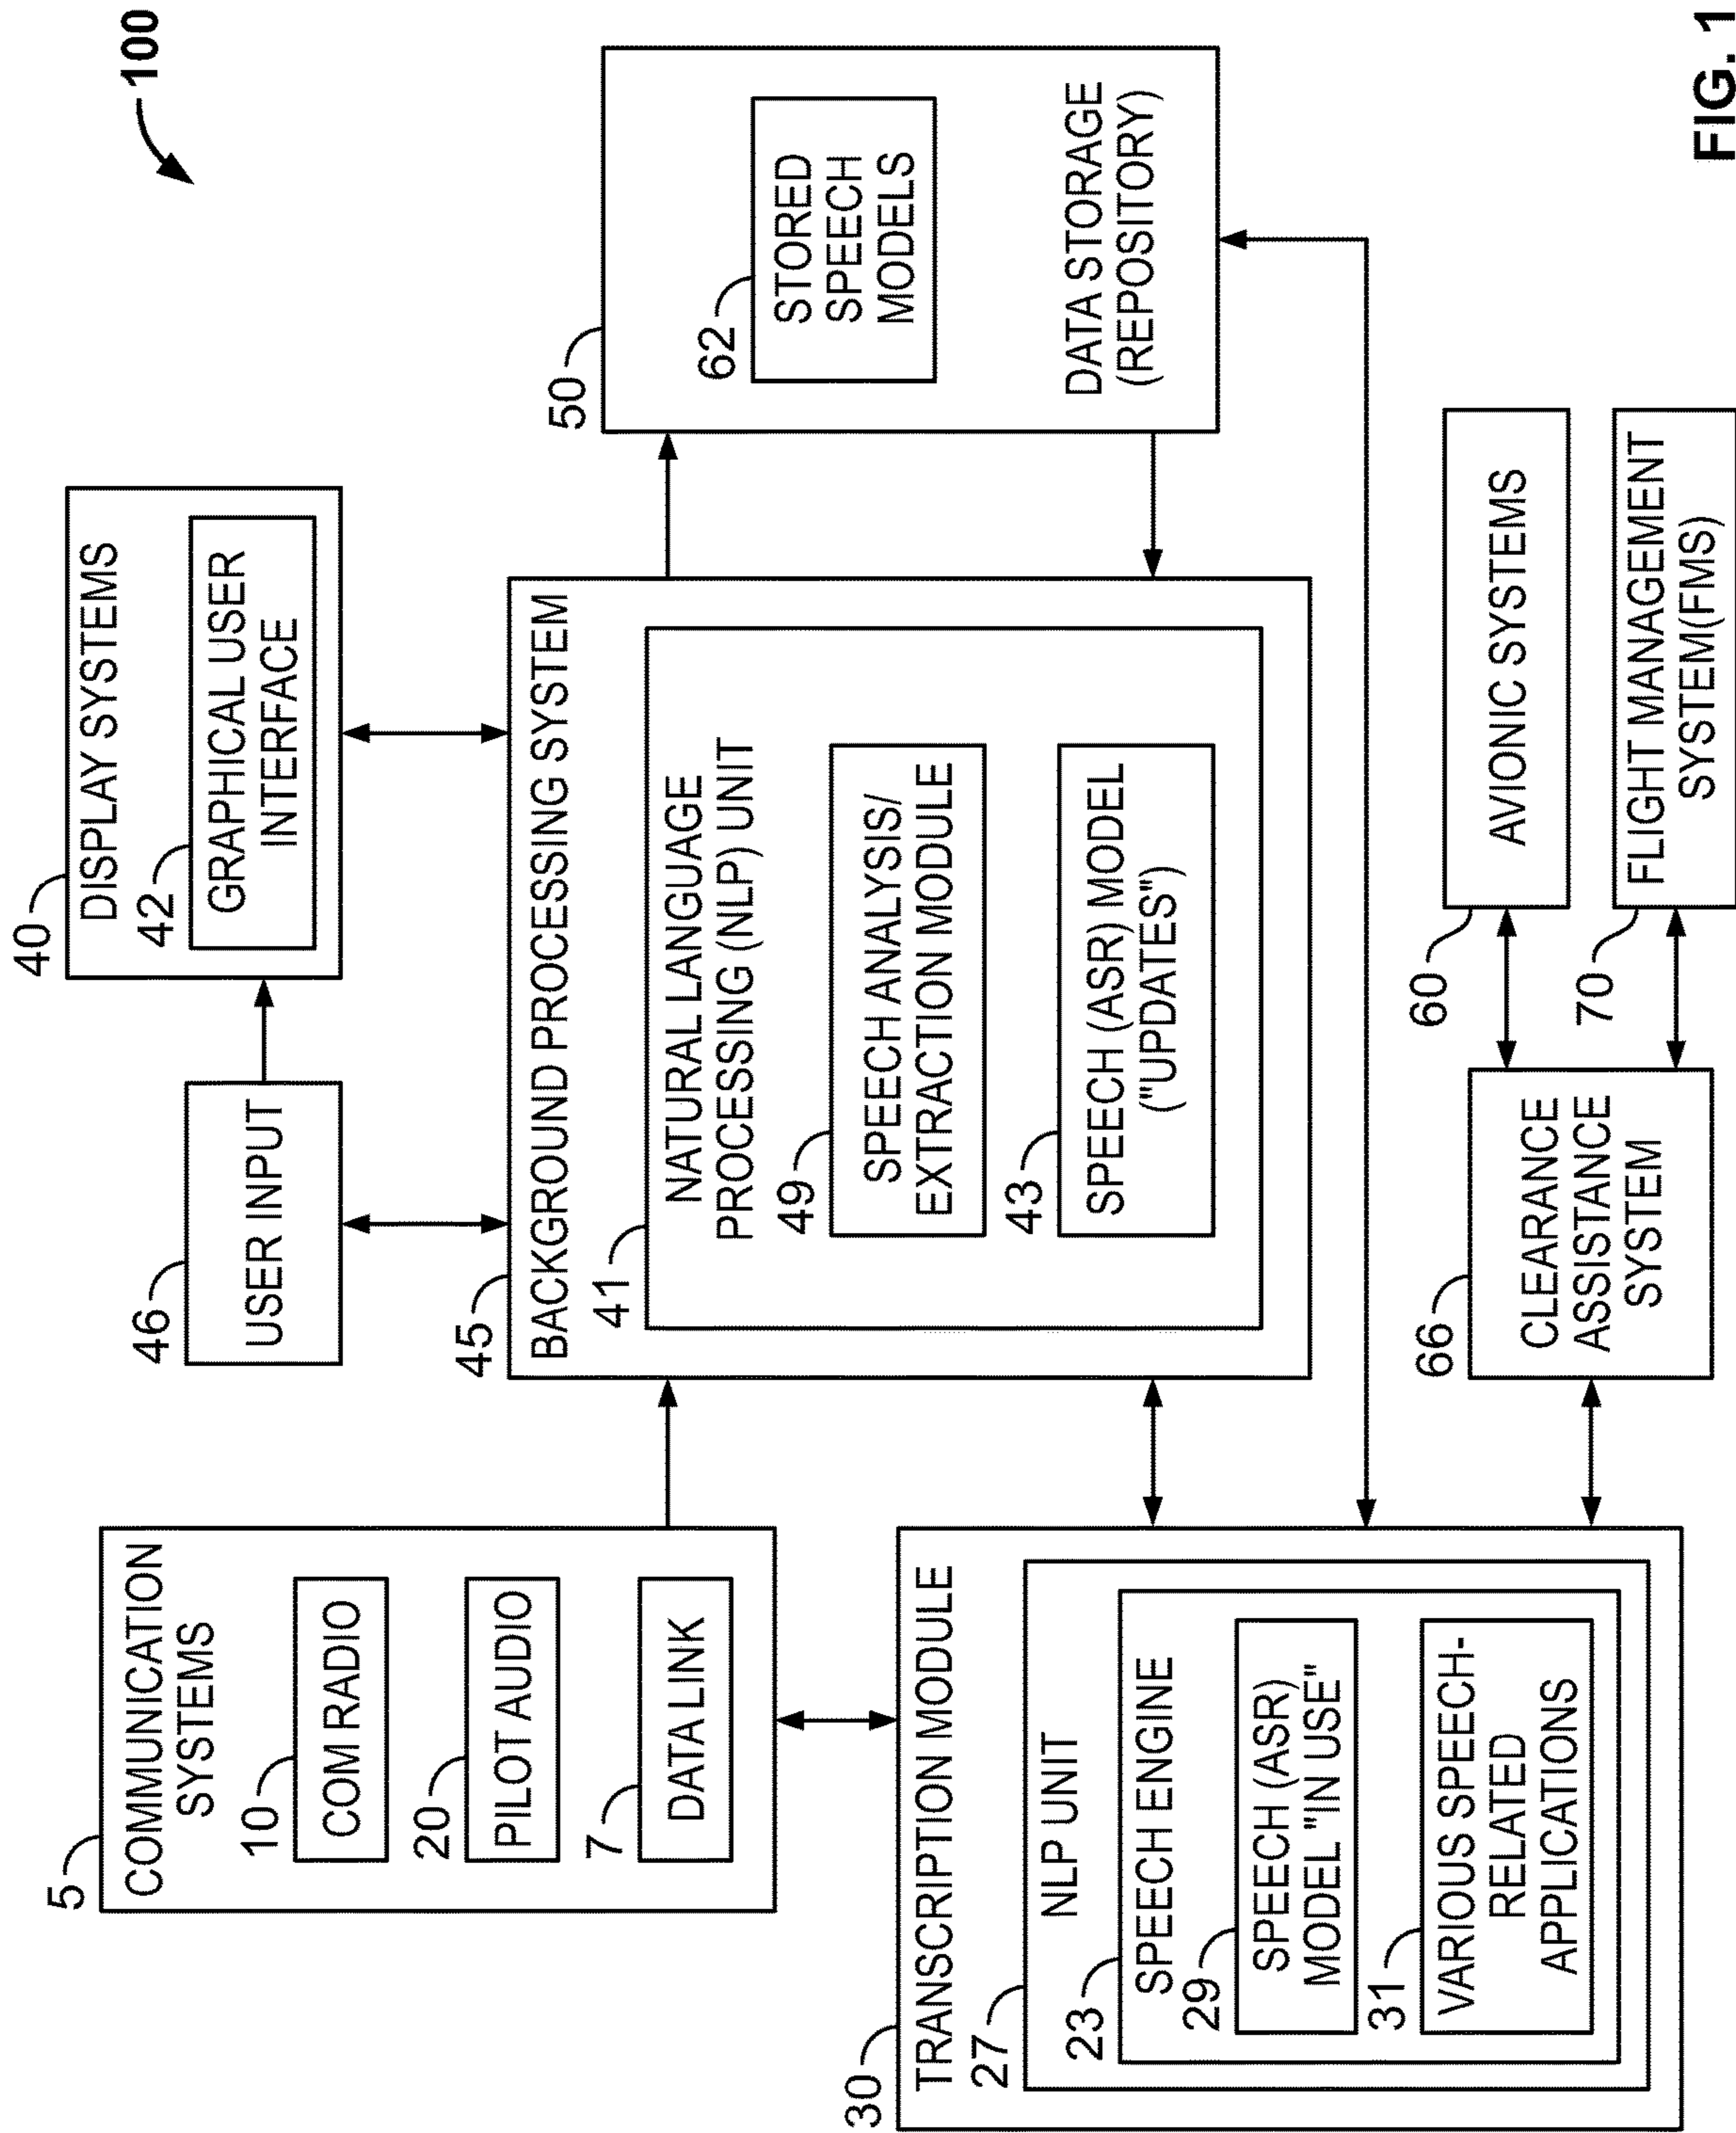 100
5
COMMUNICATION
SYSTEMS
10
COM RADIO
20
PILOT AUDIO
7
DATA LINK
46
USER INPUT
40
DISPLAY SYSTEMS
42
GRAPHICAL USER
INTERFACE
45
BACKGROUND PROCESSING SYSTEM
41
NATURAL LANGUAGE
PROCESSING (NLP) UNIT
49
SPEECH ANALYSIS/
EXTRACTION MODULE
43
SPEECH (ASR) MODEL
("UPDATES")
50
62
STORED
SPEECH
MODELS
DATA STORAGE
(REPOSITORY)
30
TRANSCRIPTION MODULE
27
NLP UNIT
23
SPEECH ENGINE
29
SPEECH (ASR)
MODEL "IN USE"
31
VARIOUS SPEECH-
RELATED
APPLICATIONS
66
CLEARANCE
ASSISTANCE
SYSTEM
60
AVIONIC SYSTEMS
70
FLIGHT MANAGEMENT
SYSTEM(FMS)
FIG. 1